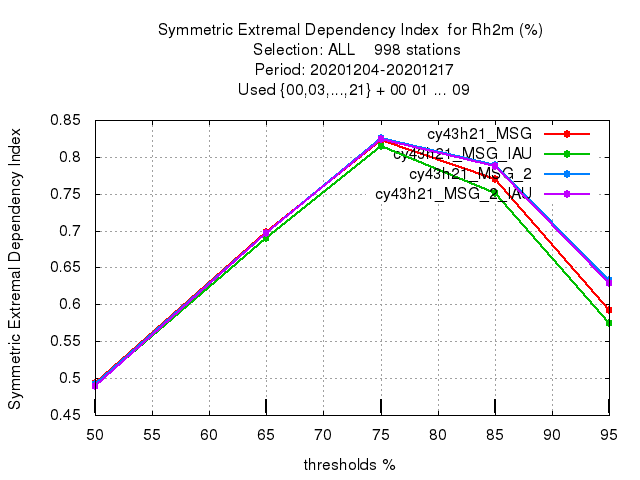 Symmetric Extremal Dependency Index  for Rh2m (%)
Selection: ALL    998 stations
Period: 20201204-20201217
Used {00,03,...,21} + 00 01 ... 09
Symmetric Extremal Dependency Index
0.85
0.8
0.75
0.7
0.65
0.6
0.55
0.5
0.45
cy43h21_MSG
cy43h21_MSG_IAU
cy43h21_MSG_2
cy43h21_MSG_2_IAU
50 55 60 65 70 75 80 85 90 95
thresholds %